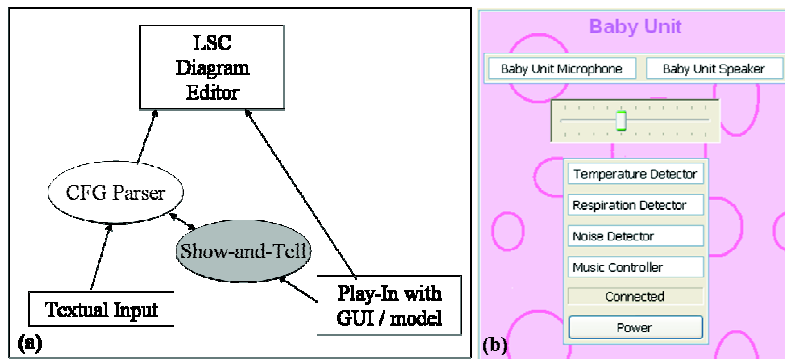 LSC
Diagram
Editor
CFG Parser
Show-and-Tell
Textual Input
Play-In with
GUI / model
(a)
Baby Unit
Baby Unit Microphone
Baby Unit Speaker
Temperature Detector
Respiration Detector
Noise Detector
Music Controller
Connected
Power
(b)